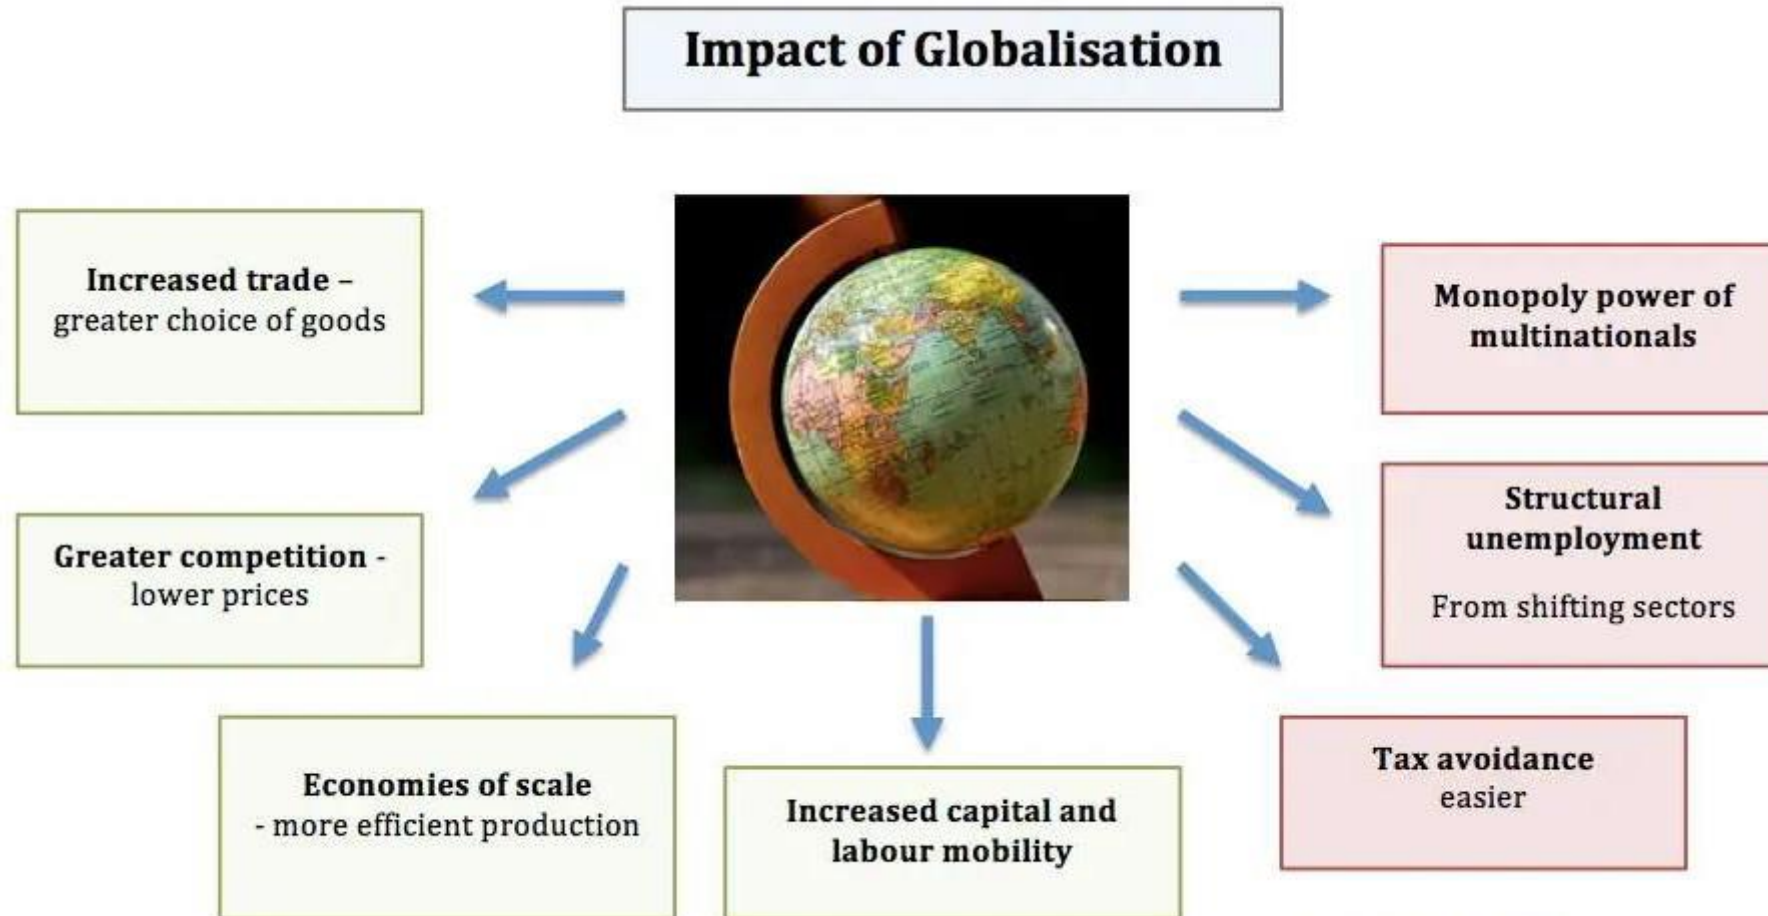 Impact of Globalisation
Increased trade –
greater choice of goods
Greater competition -
lower prices
Economies of scale
- more efficient production
Increased capital and
labour mobility
Monopoly power of
multinationals
Structural
unemployment
From shifting sectors
Tax avoidance
easier